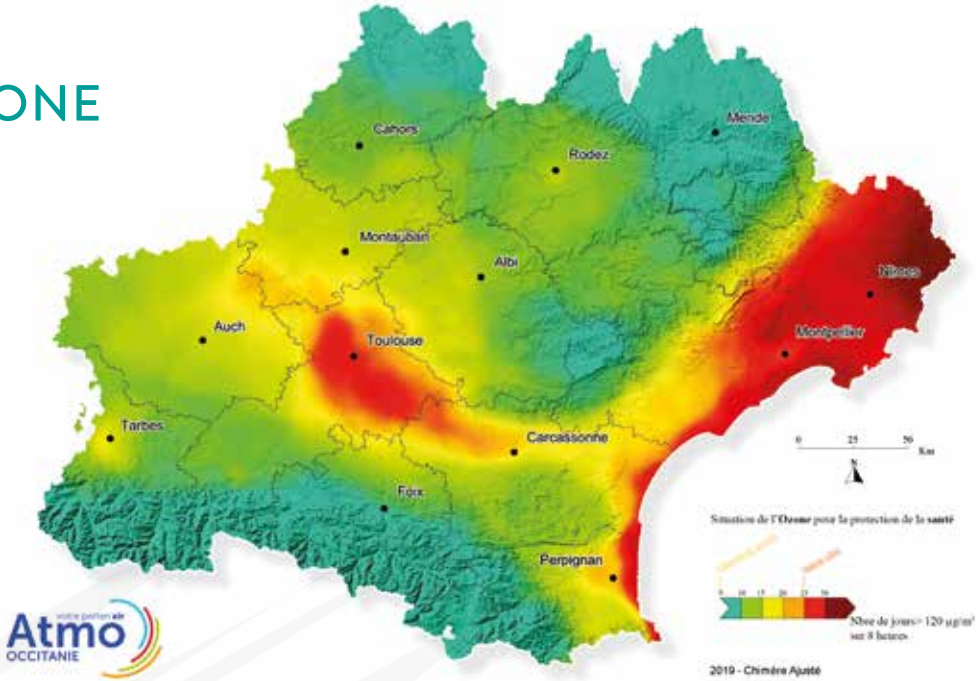 ONE
Cahors
Mende
Rodez
Montauban
Albi
Nîmes
Auch
Toulouse
Montpellier
Tarbes
Carcassonne
0 25 50
Km
N
Foix
Situation de l'Ozone pour la protection de la santé
Perpignan
10 15 20 25
Nbre de jours > 120 µg/m³
sur 8 heures
votre partenaire air
Atmo
OCCITANIE
2019 - Chimère Ajusté